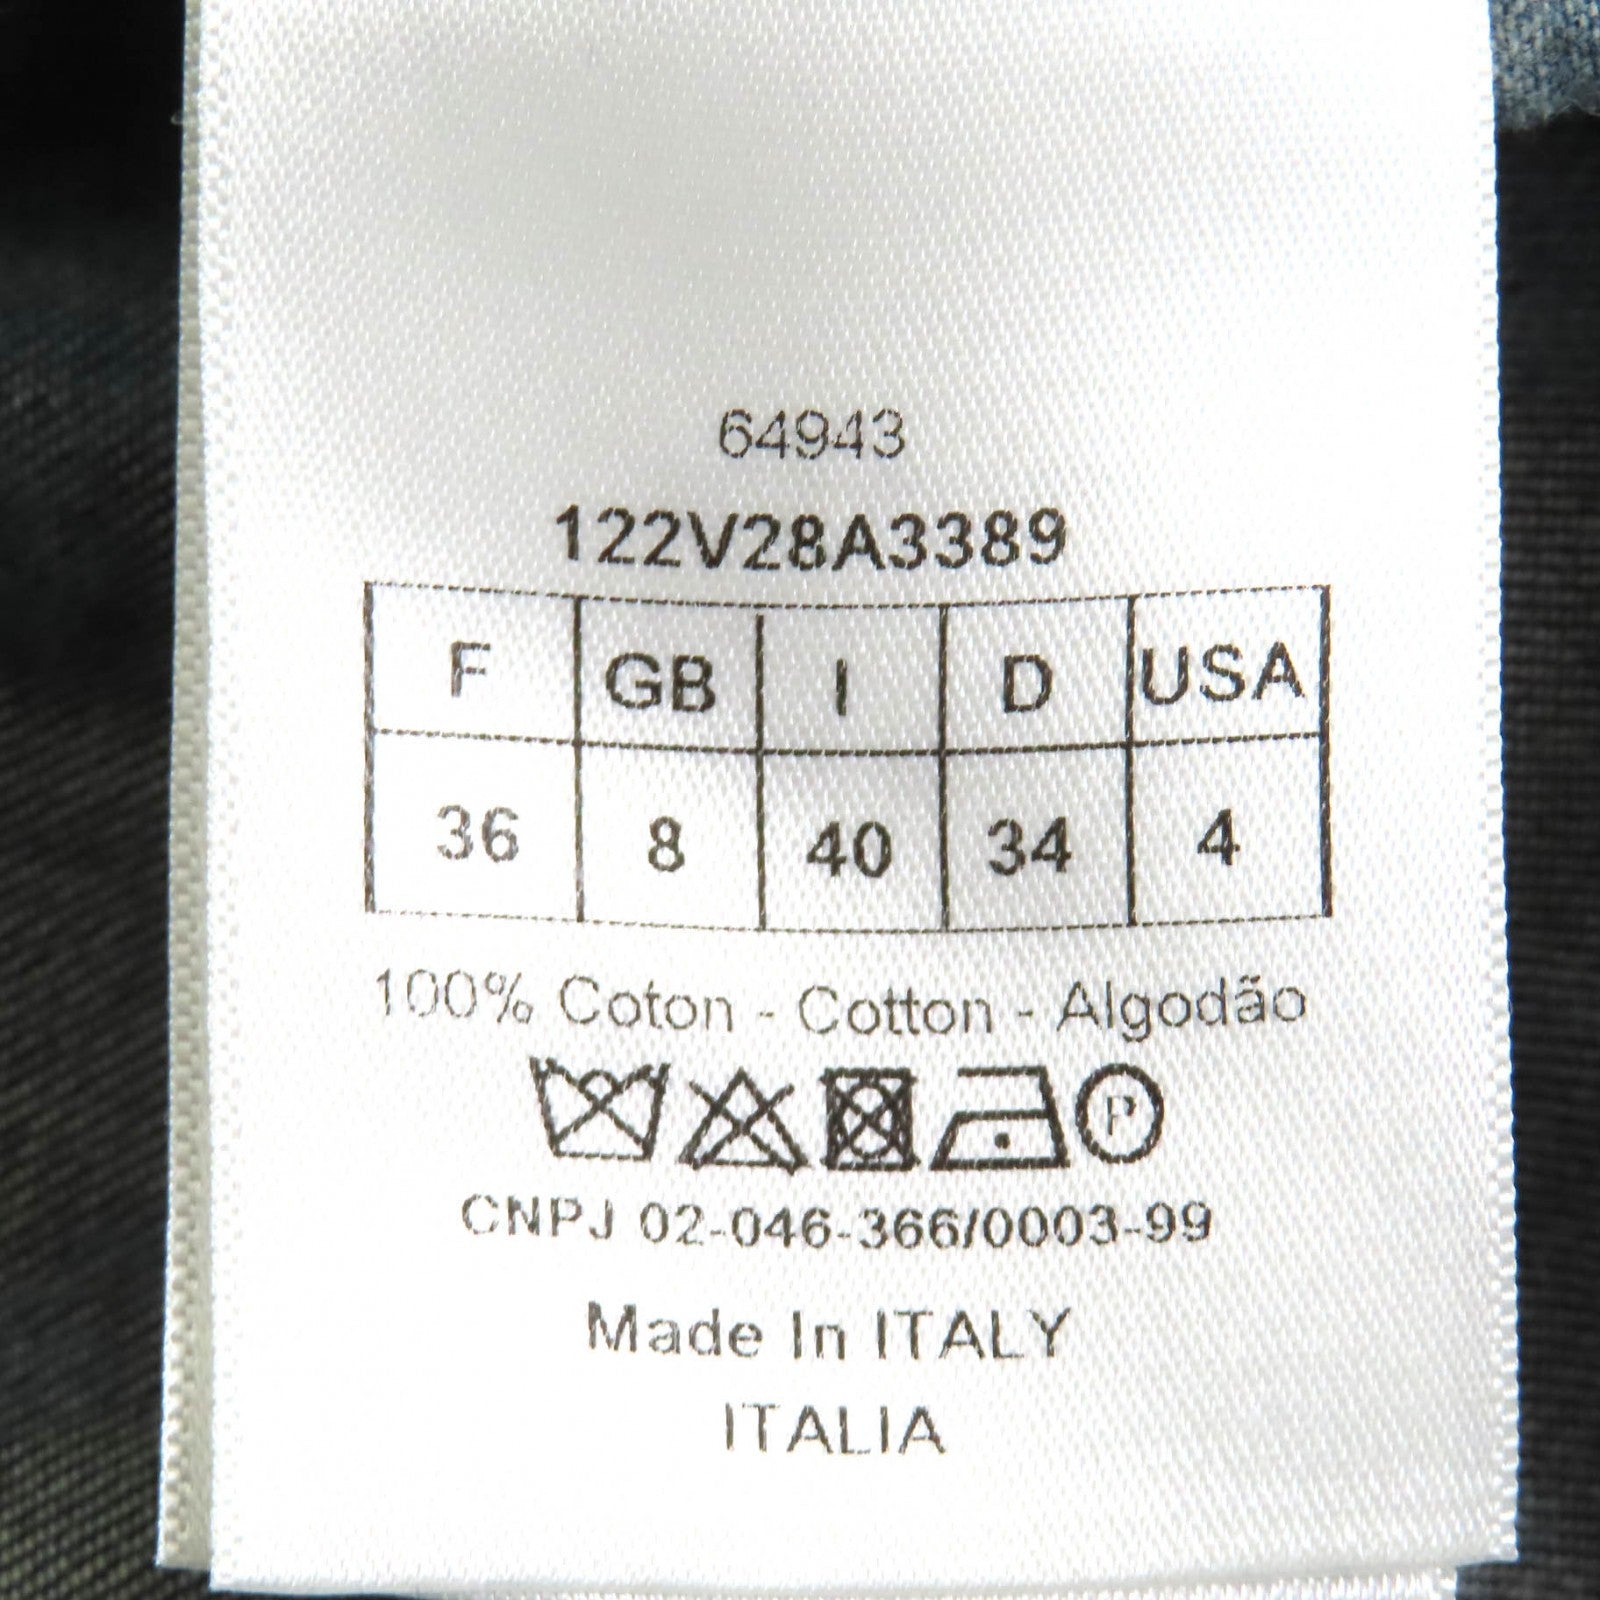 64943
122V28A3389
F GB I D USA
36 8 40 34 4
100% Coton - Cotton - Algodão
P
CNPJ 02-046-366/0003-99
Made In ITALY
ITALIA